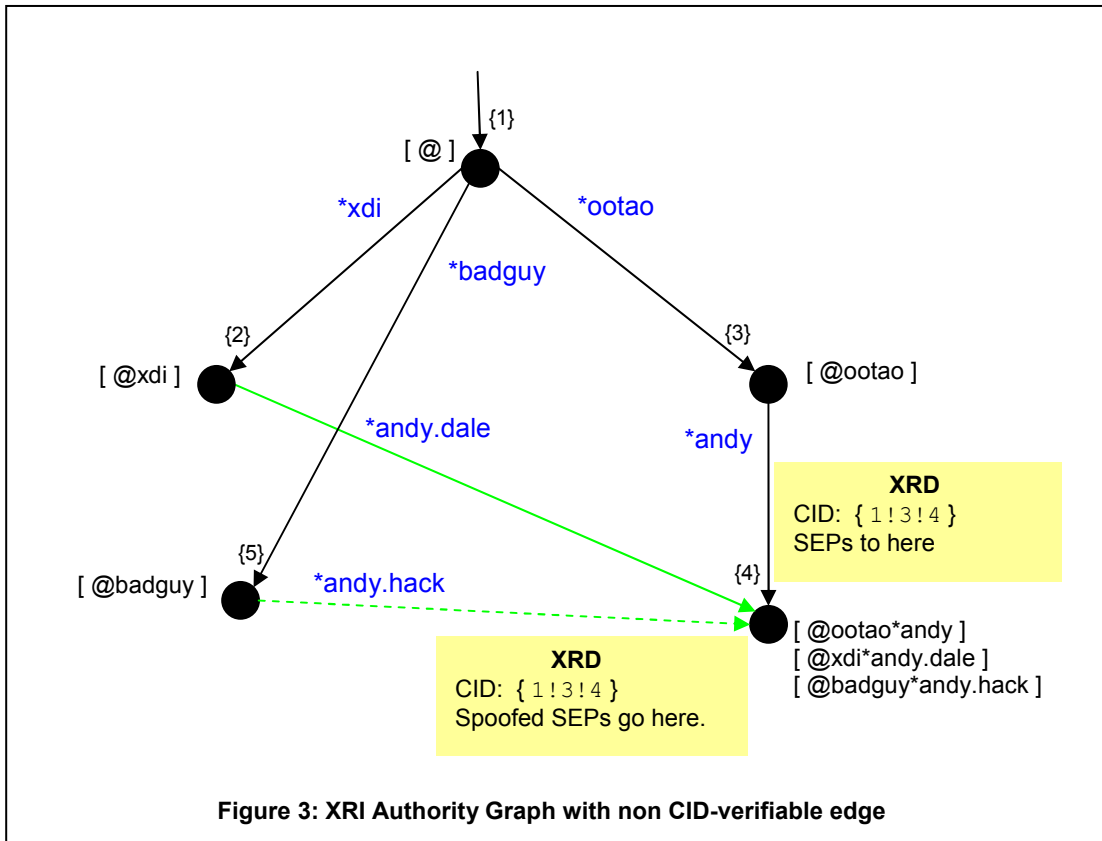 {1}
[ @ ]
*xdi
*ootao
*badguy
{2}
{3}
[ @xdi ]
[ @ootao ]
*andy.dale
*andy
XRD
CID: { 1!3!4 }
SEPs to here
{5}
{4}
[ @badguy ]
*andy.hack
[ @ootao*andy ]
[ @xdi*andy.dale ]
[ @badguy*andy.hack ]
XRD
CID: { 1!3!4 }
Spoofed SEPs go here.
Figure 3: XRI Authority Graph with non CID-verifiable edge